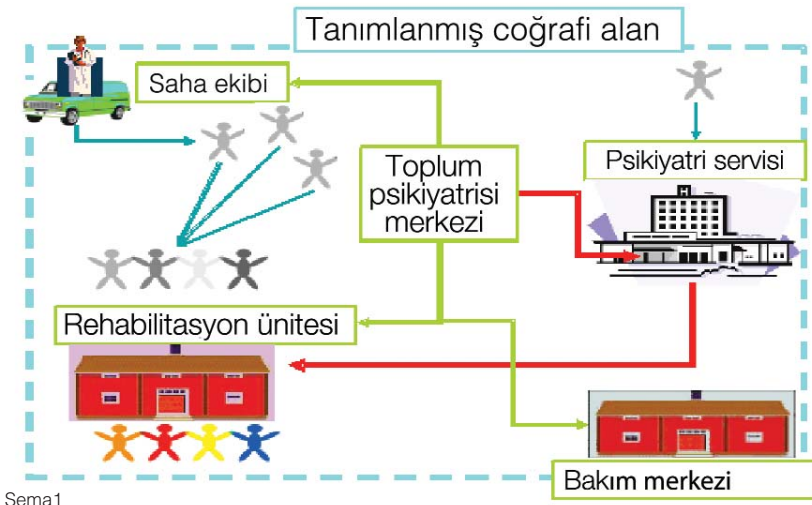 Tanımlanmış coğrafi alan
Saha ekibi
Toplum
psikiyatrisi
merkezi
Psikiyatri servisi
H
Rehabilitasyon ünitesi
Bakım merkezi
Sema1